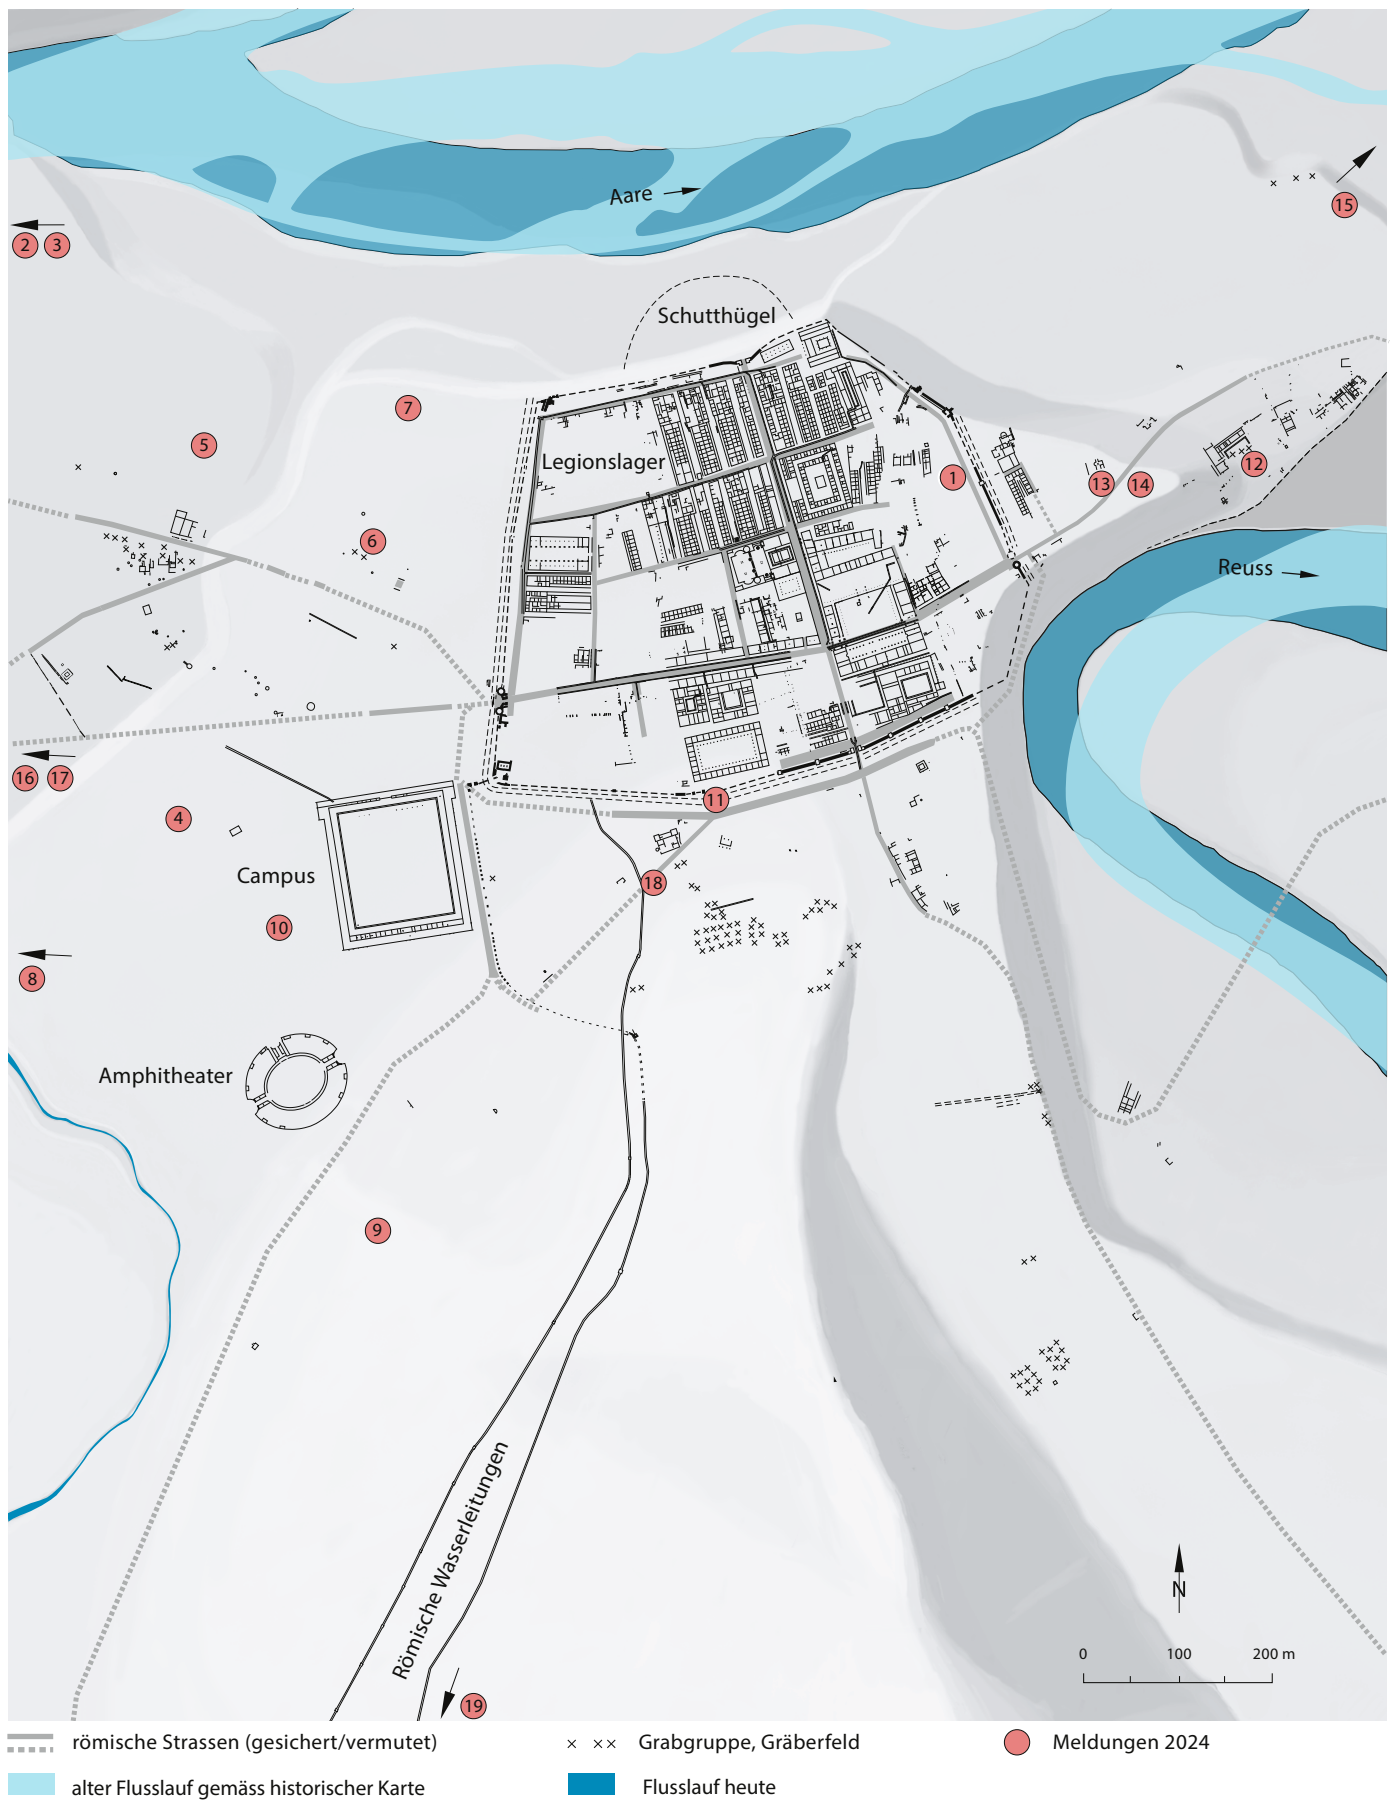 Aare
15
2 3
Schutthügel
7
5
Legionslager
1
12
13 14
6
Reuss
16 17
11
4
Campus
18
10
8
Amphitheater
9
Römische Wasserleitungen
N
0 100 200 m
19
römische Strassen (gesichert/vermutet)
Grabgruppe, Gräberfeld
Meldungen 2024
alter Flusslauf gemäss historischer Karte
Flusslauf heute